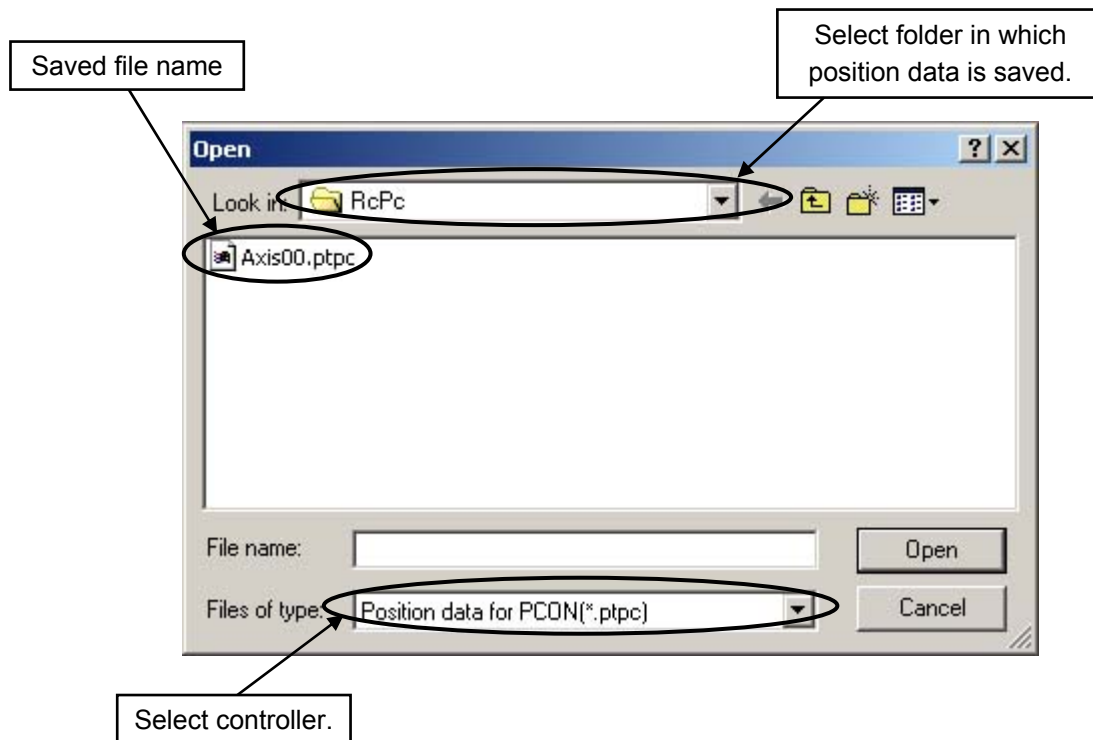 Select folder in which
position data is saved.
Saved file name
Open
Look in: RcPc
Axis00.ptpc
File name:
Open
Files of type: Position data for PCON(*.ptpc)
Cancel
Select controller.